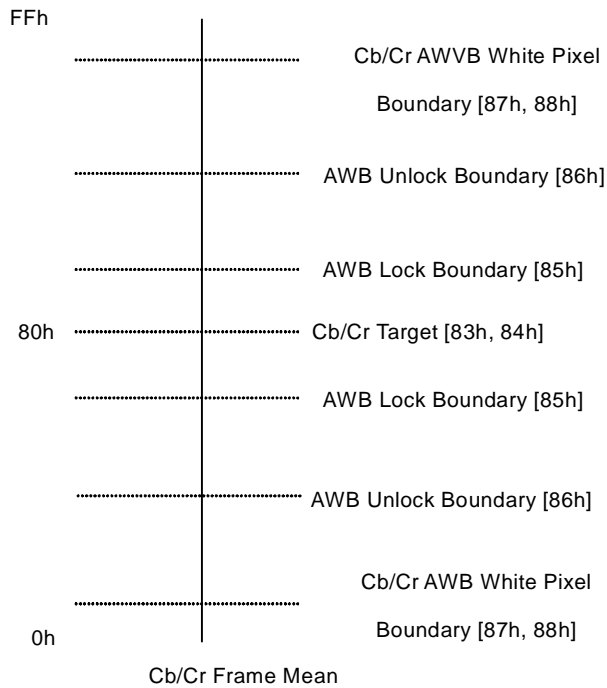 FFh
Cb/Cr AWVB White Pixel
Boundary [87h, 88h]
AWB Unlock Boundary [86h]
AWB Lock Boundary [85h]
80h
Cb/Cr Target [83h, 84h]
AWB Lock Boundary [85h]
AWB Unlock Boundary [86h]
Cb/Cr AWB White Pixel
Boundary [87h, 88h]
0h
Cb/Cr Frame Mean